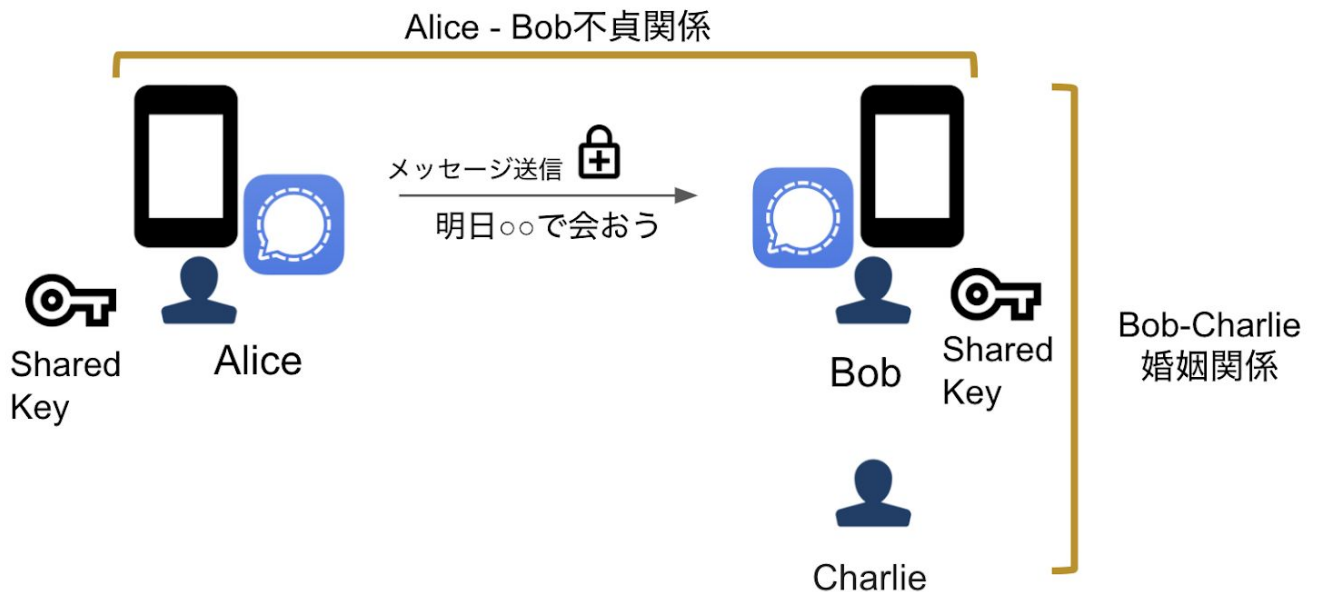 Alice - Bob不貞関係
メッセージ送信
明日○○で会おう
Shared
Key
Alice
Bob
Shared
Key
Bob-Charlie
婚姻関係
Charlie